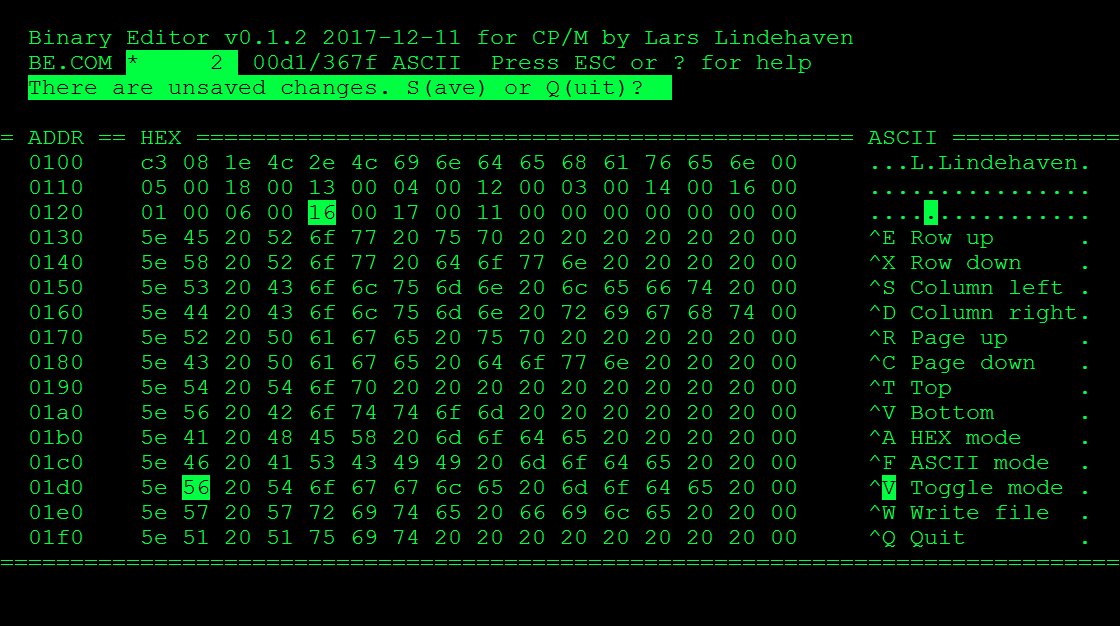 Binary Editor v0.1.2 2017-12-11 for CP/M by Lars Lindehaven
BE.COM *     2  00d1/367f ASCII  Press ESC or ? for help
There are unsaved changes. S(ave) or Q(uit)?
= ADDR == HEX =============================================== ASCII ============
0100    c3 08 1e 4c 2e 4c 69 6e 64 65 68 61 76 65 6e 00     ...L.Lindehaven.
0110    05 00 18 00 13 00 04 00 12 00 03 00 14 00 16 00     ................
0120    01 00 06 00 16 00 17 00 11 00 00 00 00 00 00 00     ................
0130    5e 45 20 52 6f 77 20 75 70 20 20 20 20 20 20 00     ^E Row up      .
0140    5e 58 20 52 6f 77 20 64 6f 77 6e 20 20 20 20 00     ^X Row down    .
0150    5e 53 20 43 6f 6c 75 6d 6e 20 6c 65 66 74 20 00     ^S Column left .
0160    5e 44 20 43 6f 6c 75 6d 6e 20 72 69 67 68 74 00     ^D Column right.
0170    5e 52 20 50 61 67 65 20 75 70 20 20 20 20 20 00     ^R Page up     .
0180    5e 43 20 50 61 67 65 20 64 6f 77 6e 20 20 20 00     ^C Page down   .
0190    5e 54 20 54 6f 70 20 20 20 20 20 20 20 20 20 00     ^T Top         .
01a0    5e 56 20 42 6f 74 74 6f 6d 20 20 20 20 20 20 00     ^V Bottom      .
01b0    5e 41 20 48 45 58 20 6d 6f 64 65 20 20 20 20 00     ^A HEX mode    .
01c0    5e 46 20 41 53 43 49 49 20 6d 6f 64 65 20 20 00     ^F ASCII mode  .
01d0    5e 56 20 54 6f 67 67 6c 65 20 6d 6f 64 65 20 00     ^V Toggle mode .
01e0    5e 57 20 57 72 69 74 65 20 66 69 6c 65 20 20 00     ^W Write file  .
01f0    5e 51 20 51 75 69 74 20 20 20 20 20 20 20 20 00     ^Q Quit        .
================================================================================